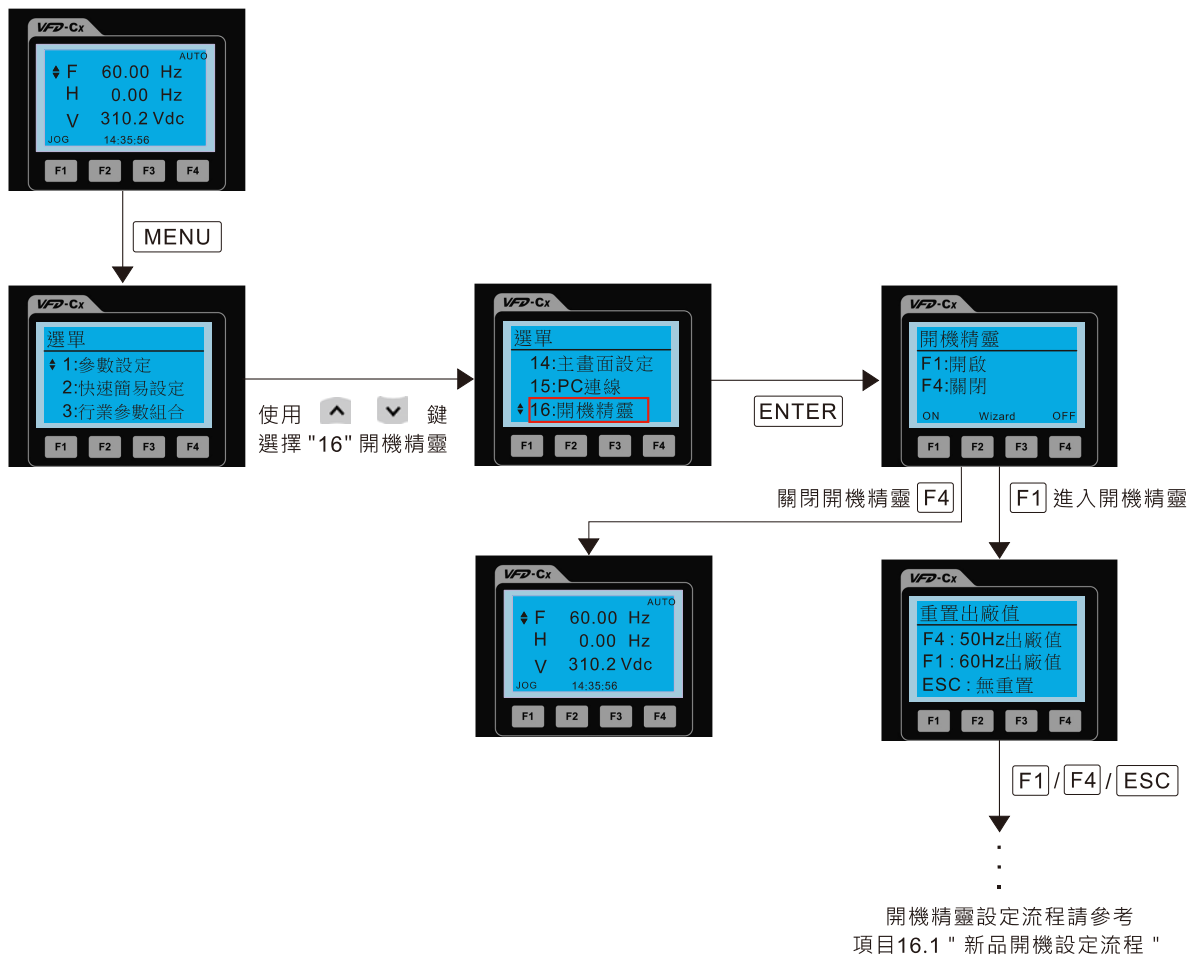 VFD-Cx
AUTO
F 60.00 Hz
H 0.00 Hz
V 310.2 Vdc
JOG 14:35:56
F1 F2 F3 F4
MENU
VFD-Cx
選單
1:參數設定
2:快速簡易設定
3:行業參數組合
F1 F2 F3 F4
使用 鍵
選擇 "16" 開機精靈
VFD-Cx
選單
14:主畫面設定
15:PC連線
16:開機精靈
F1 F2 F3 F4
ENTER
VFD-Cx
開機精靈
F1:開啟
F4:關閉
ON Wizard OFF
F1 F2 F3 F4
關閉開機精靈 F4
F1 進入開機精靈
VFD-Cx
AUTO
F 60.00 Hz
H 0.00 Hz
V 310.2 Vdc
JOG 14:35:56
F1 F2 F3 F4
VFD-Cx
重置出廠值
F4 : 50Hz出廠值
F1 : 60Hz出廠值
ESC : 無重置
F1 F2 F3 F4
F1 / F4 / ESC
開機精靈設定流程請參考
項目16.1 " 新品開機設定流程 "